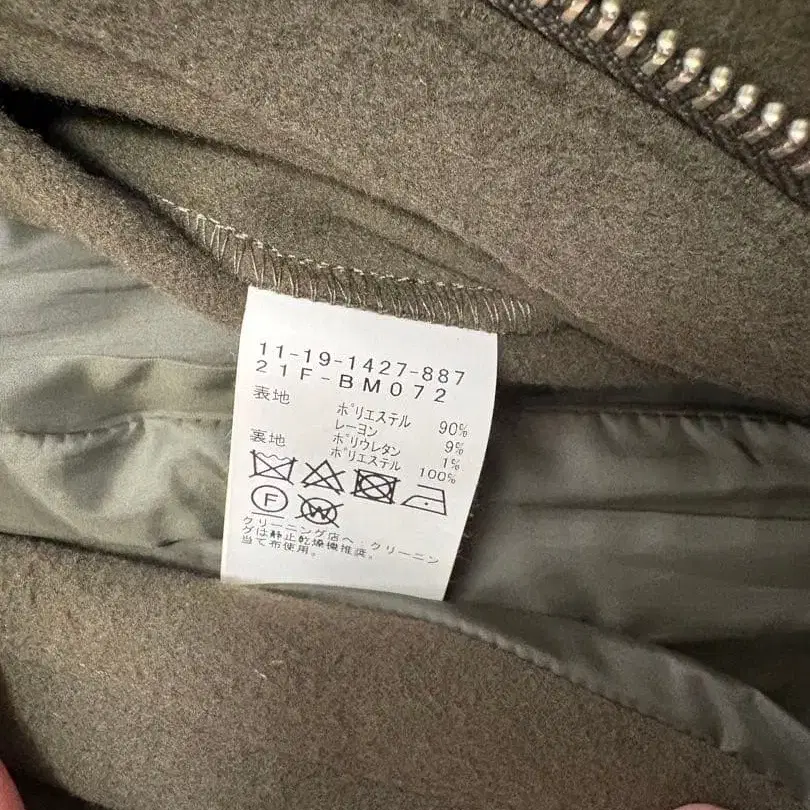 11-19-1427-887
21F-BM072
表地 ポリエステル 90%
レーヨン 9%
ポリウレタン 1%
裏地 ポリエステル 100%
F W
クリーニング店へ・クリーニン
グは静止乾燥機推奨。
当て布使用。